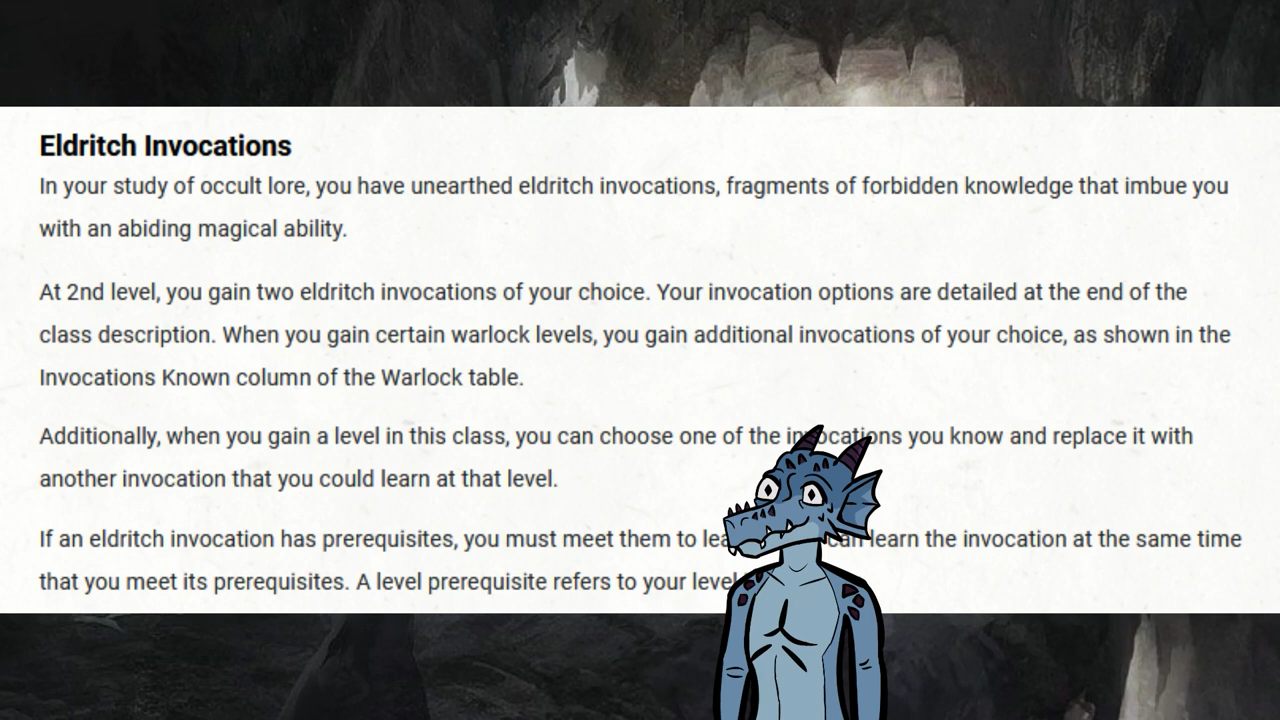 Eldritch Invocations
In your study of occult lore, you have unearthed eldritch invocations, fragments of forbidden knowledge that imbue you
with an abiding magical ability.
At 2nd level, you gain two eldritch invocations of your choice. Your invocation options are detailed at the end of the
class description. When you gain certain warlock levels, you gain additional invocations of your choice, as shown in the
Invocations Known column of the Warlock table.
Additionally, when you gain a level in this class, you can choose one of the invocations you know and replace it with
another invocation that you could learn at that level.
If an eldritch invocation has prerequisites, you must meet them to can learn the invocation at the same time
that you meet its prerequisites. A level prerequisite refers to your level